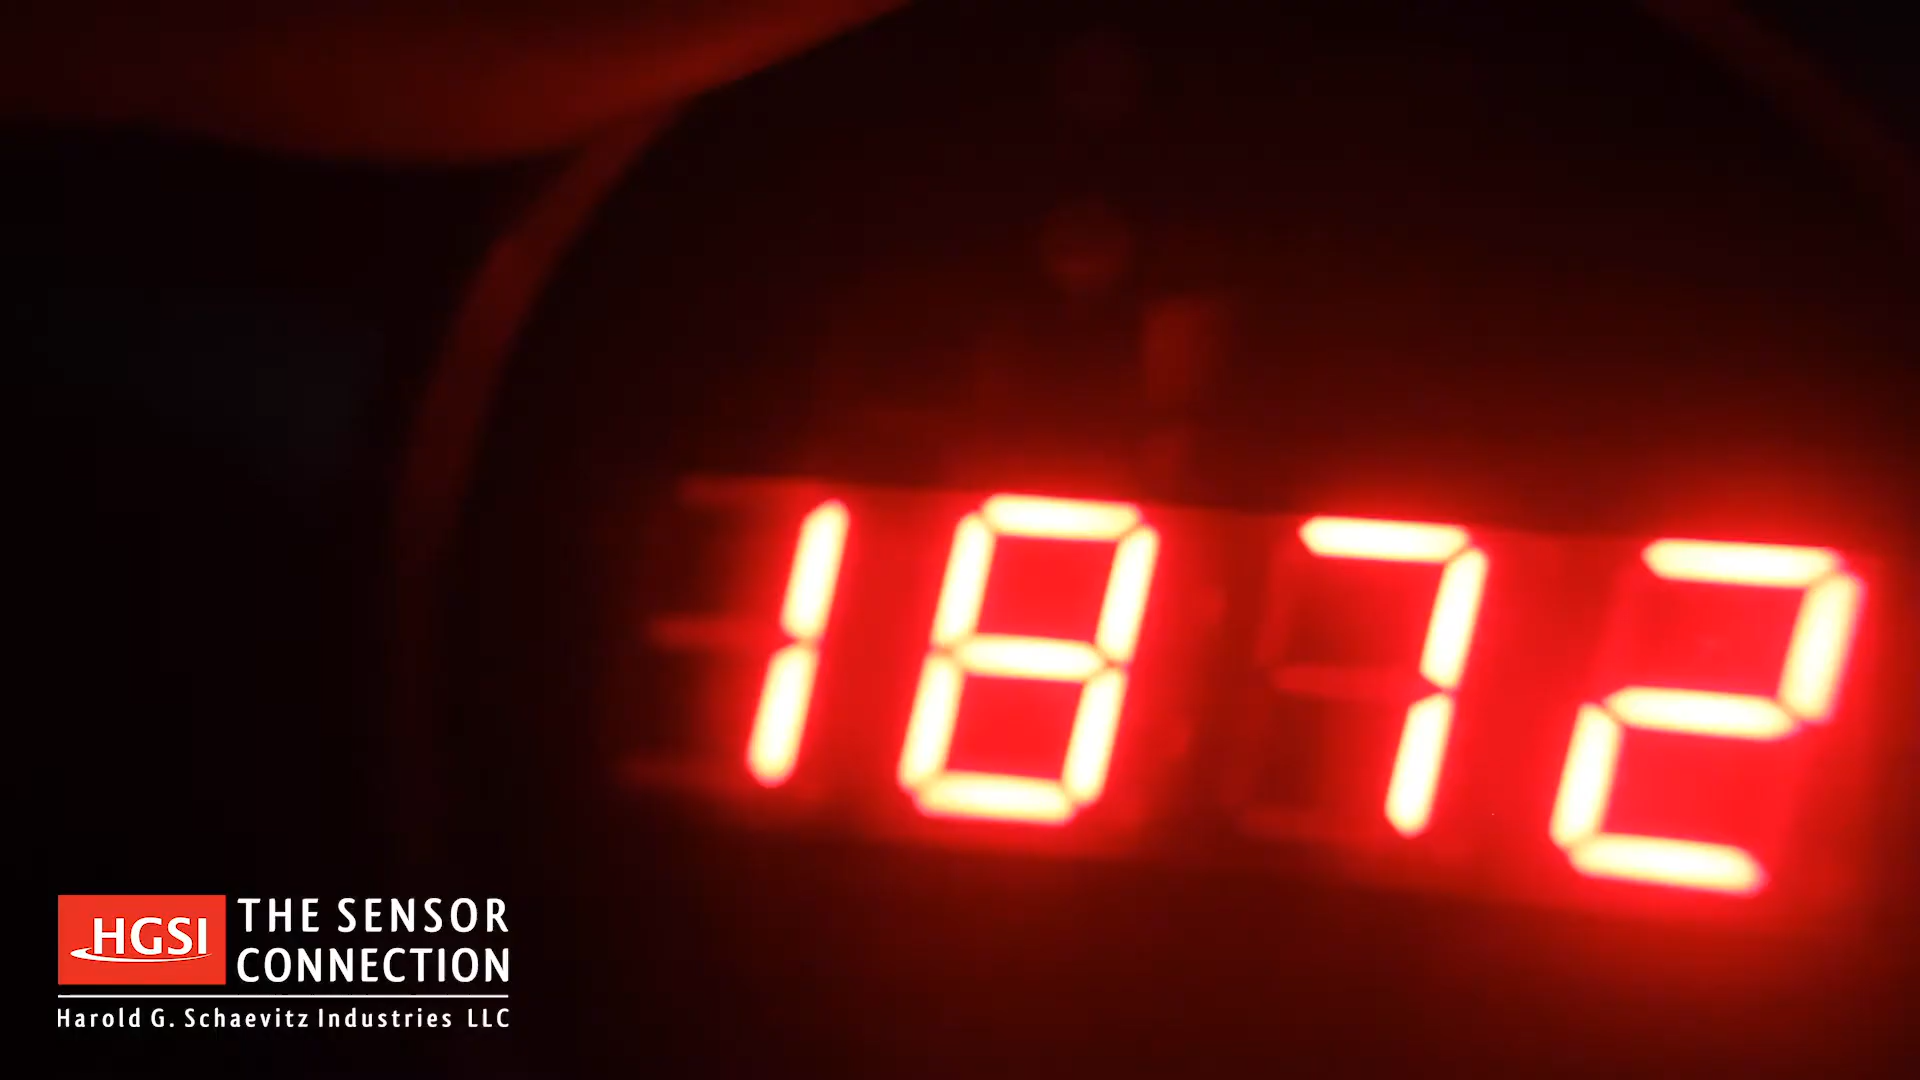 1872
HGSI
THE SENSOR
CONNECTION
Harold G. Schaevitz Industries LLC